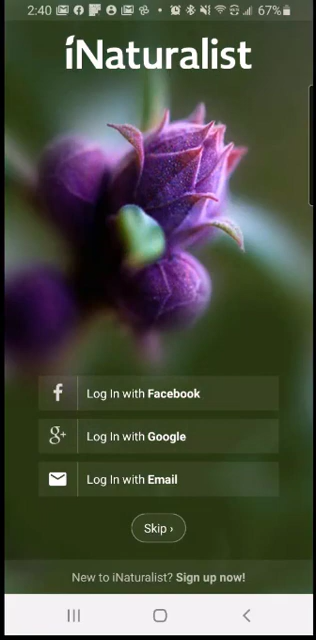 2:40 67%
iNaturalist
f Log In with Facebook
g+ Log In with Google
Log In with Email
Skip ›
New to iNaturalist? Sign up now!